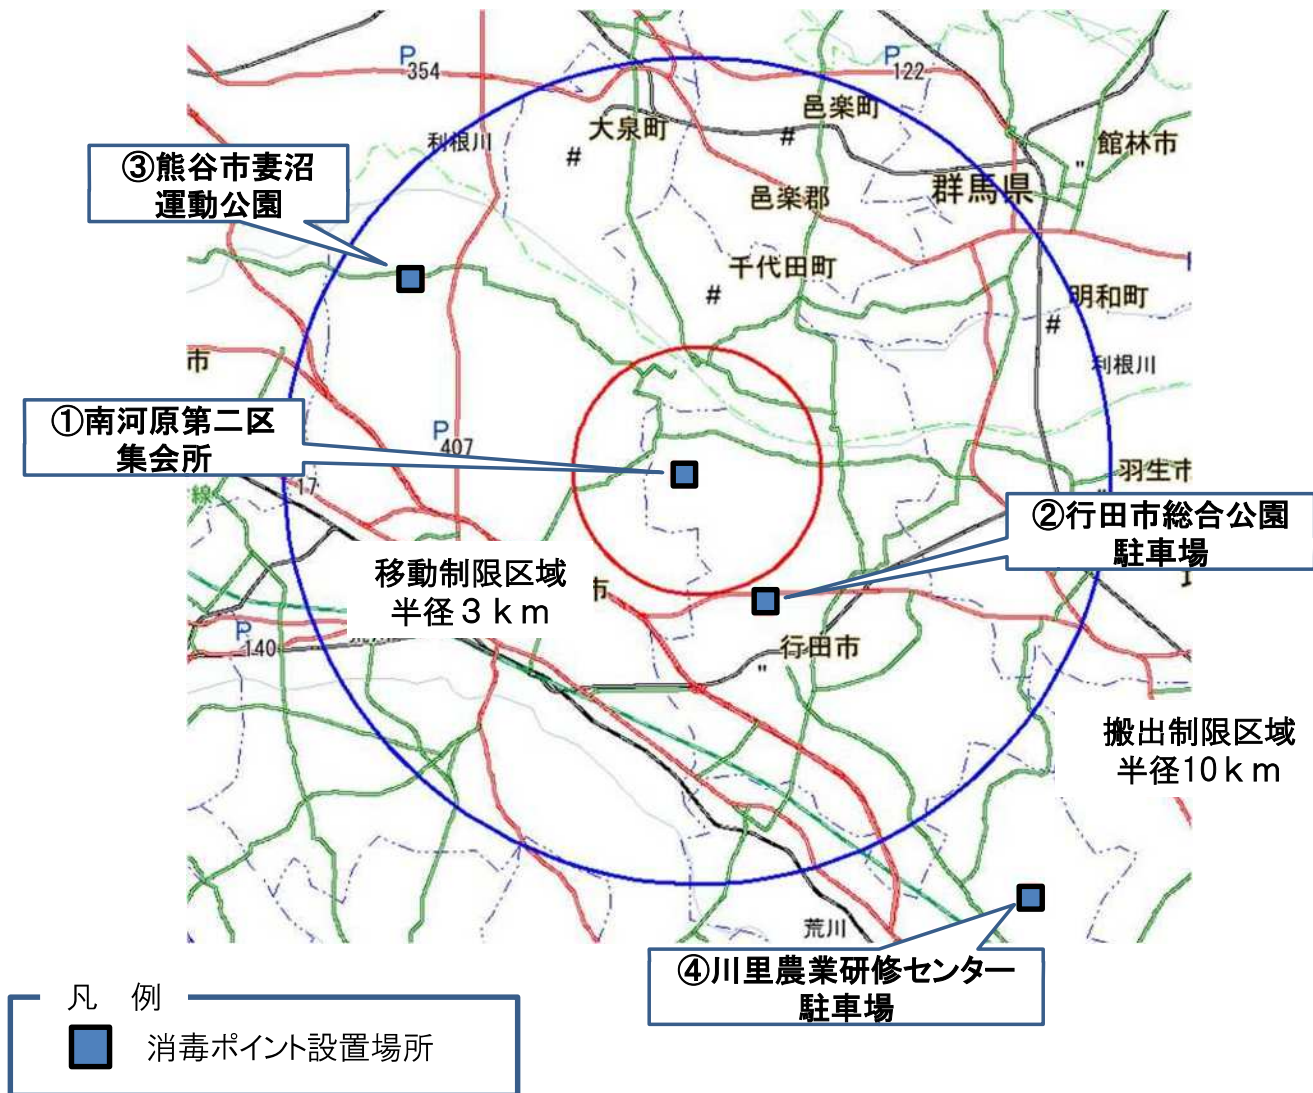 P
354
P
122
邑楽町
大泉町
利根川
館林市
③熊谷市妻沼
運動公園
群馬県
邑楽郡
千代田町
明和町
利根川
市
①南河原第二区
集会所
P
407
羽生市
17
線
②行田市総合公園
駐車場
移動制限区域
半径３ｋｍ
市
P
140
行田市
搬出制限区域
半径10ｋｍ
荒川
④川里農業研修センター
駐車場
凡　例
消毒ポイント設置場所